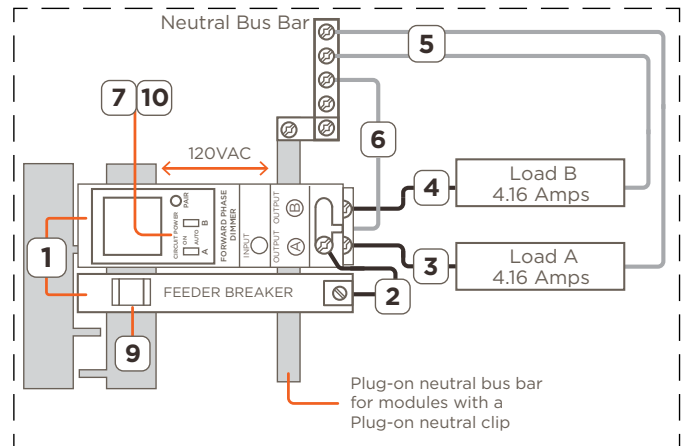 Neutral Bus Bar
5
7 10
120VAC
6
4
Load B
4.16 Amps
PAIR
CIRCUIT POWER
ON
AUTO
A
B
FORWARD PHASE
DIMMER
INPUT
OUTPUT
A
OUTPUT
B
1
3
Load A
4.16 Amps
FEEDER BREAKER
2
9
Plug-on neutral bus bar
for modules with a
Plug-on neutral clip